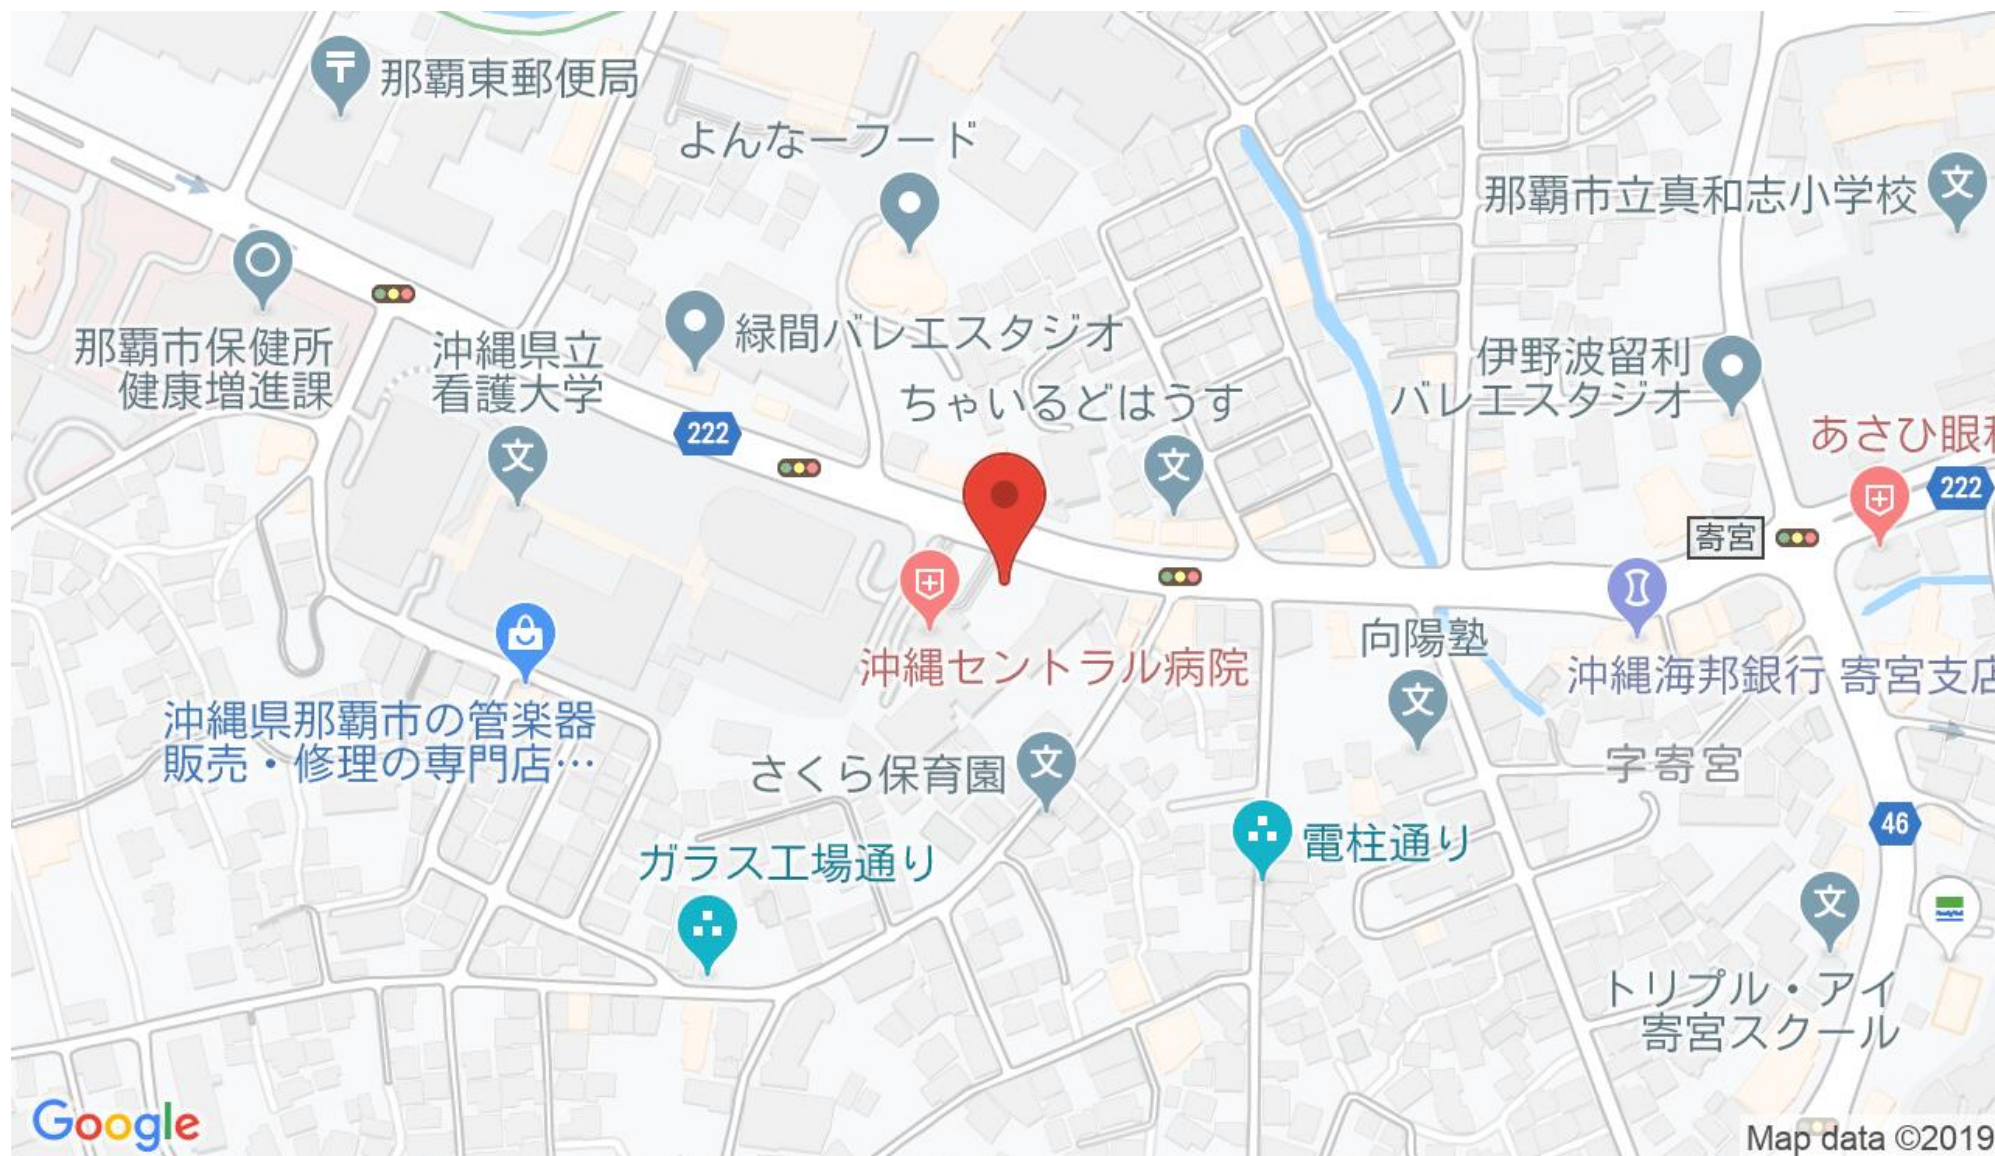 那覇東郵便局
よんなーフード
那覇市立真和志小学校
那覇市保健所
健康増進課
沖縄県立
看護大学
緑間バレエスタジオ
ちゃいるどはうす
伊野波留利
バレエスタジオ
あさひ眼科
222
222
寄宮
沖縄セントラル病院
向陽塾
沖縄海邦銀行 寄宮支店
沖縄県那覇市の管楽器
販売・修理の専門店…
さくら保育園
字寄宮
ガラス工場通り
電柱通り
46
トリプル・アイ
寄宮スクール
Google
Map data ©2019